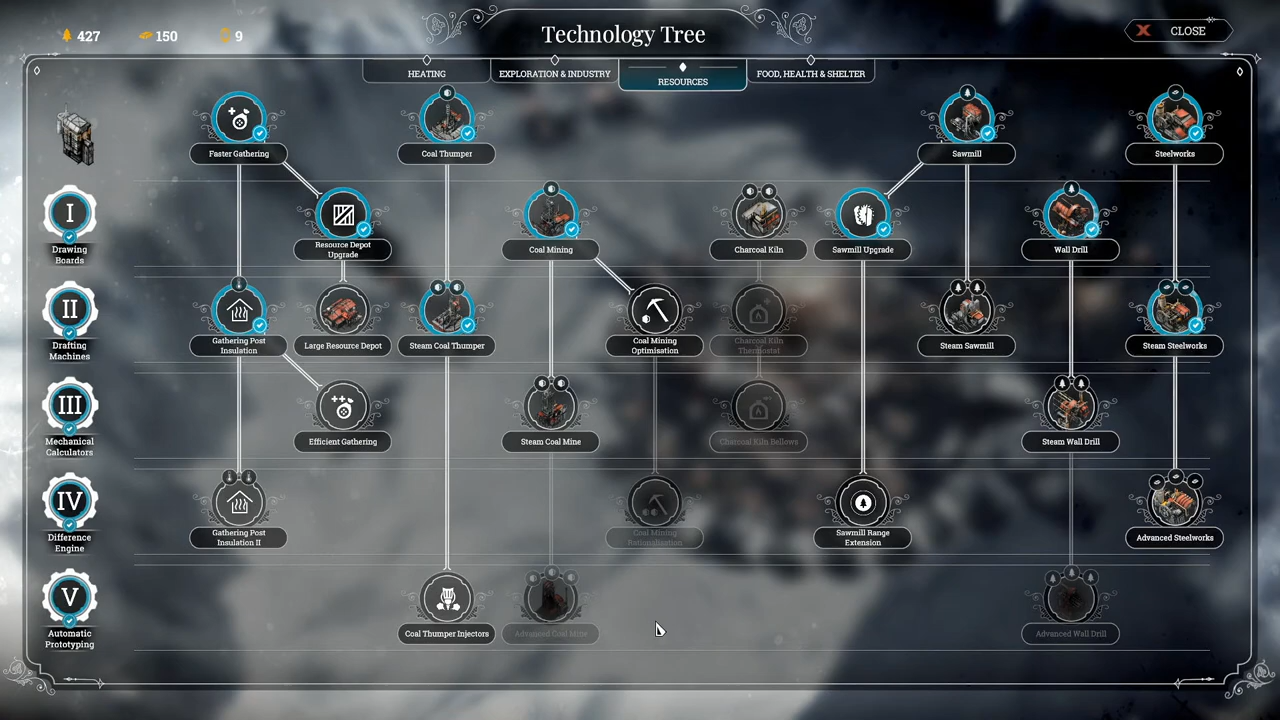 427 150 9
Technology Tree
CLOSE
HEATING
EXPLORATION & INDUSTRY
RESOURCES
FOOD, HEALTH & SHELTER
Faster Gathering
Coal Thumper
Sawmill
Steelworks
I
Drawing
Boards
Resource Depot
Upgrade
Coal Mining
Charcoal Kiln
Sawmill Upgrade
Wall Drill
II
Drafting
Machines
Gathering Post
Insulation
Large Resource Depot
Steam Coal Thumper
Coal Mining
Optimisation
Charcoal Kiln
Thermostat
Steam Sawmill
Steam Steelworks
III
Mechanical
Calculators
Efficient Gathering
Steam Coal Mine
Charcoal Kiln Bellows
Steam Wall Drill
IV
Difference
Engine
Gathering Post
Insulation II
Coal Mining
Rationalisation
Sawmill Range
Extension
Advanced Steelworks
V
Automatic
Prototyping
Coal Thumper Injectors
Advanced Coal Mine
Advanced Wall Drill